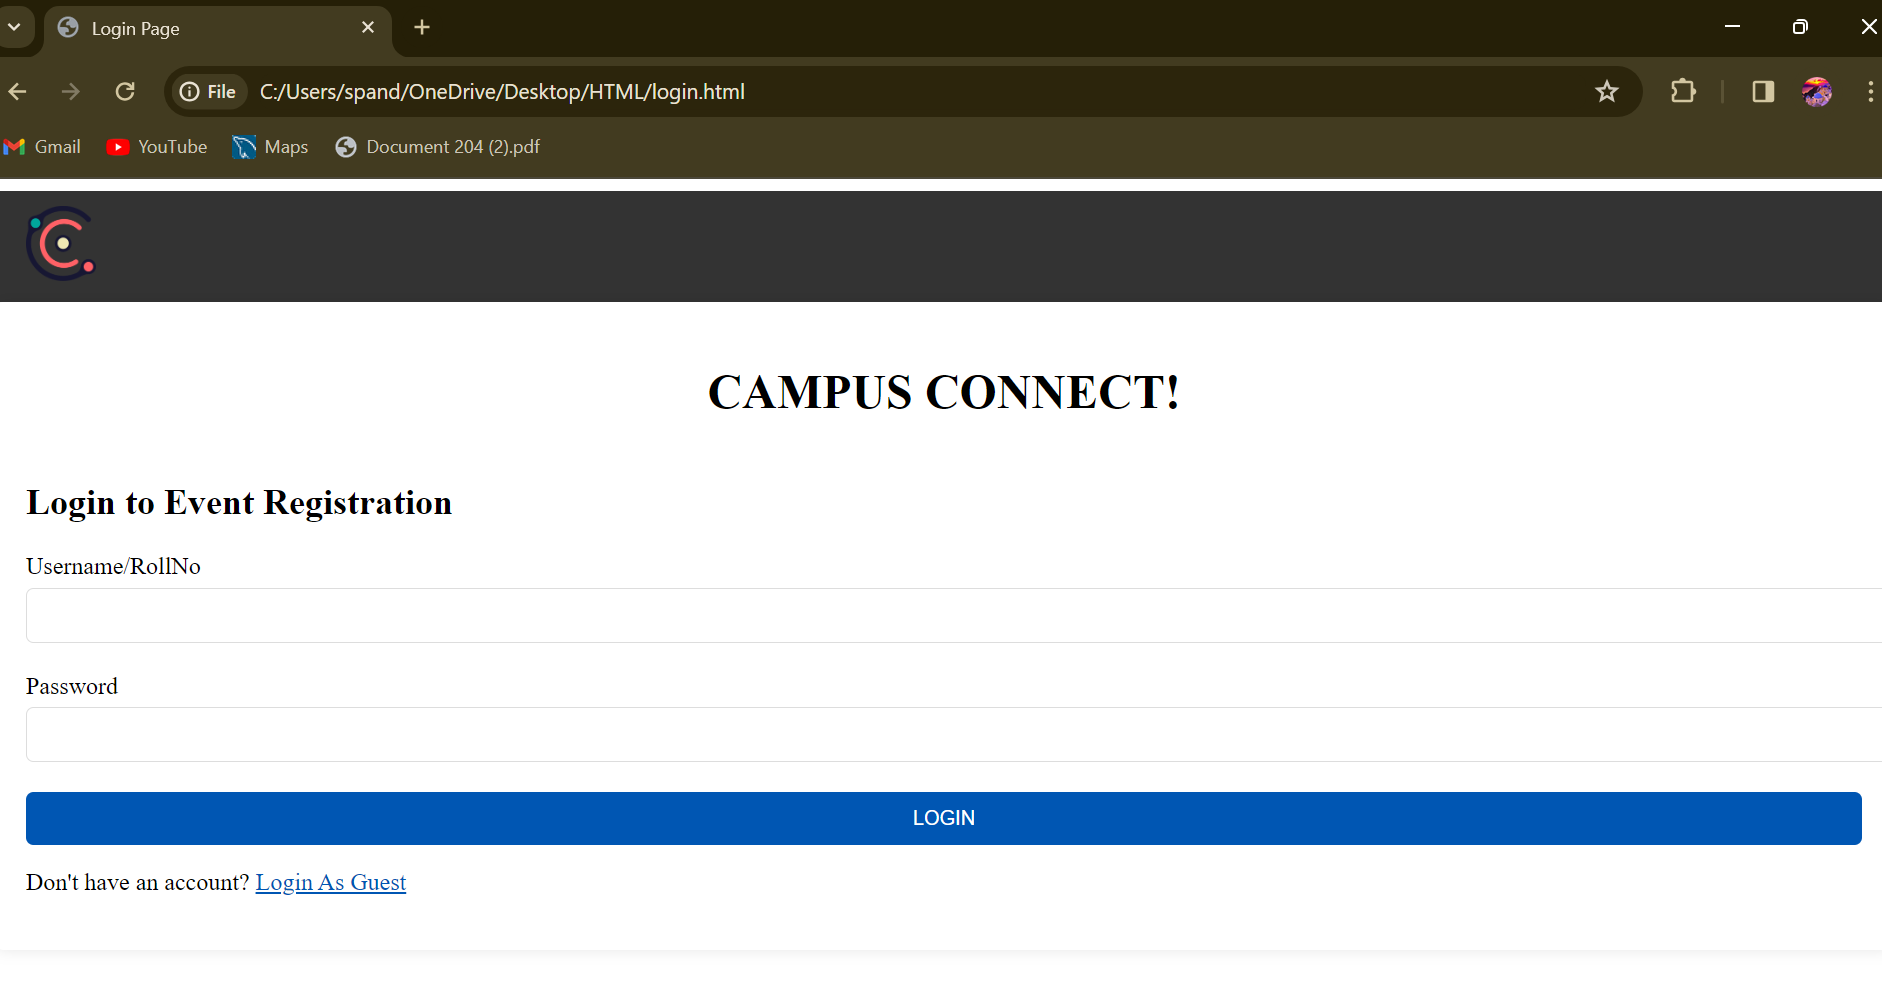 Login Page
File C:/Users/spand/OneDrive/Desktop/HTML/login.html
Gmail YouTube Maps Document 204 (2).pdf
CAMPUS CONNECT!
Login to Event Registration
Username/RollNo
Password
LOGIN
Don't have an account? Login As Guest